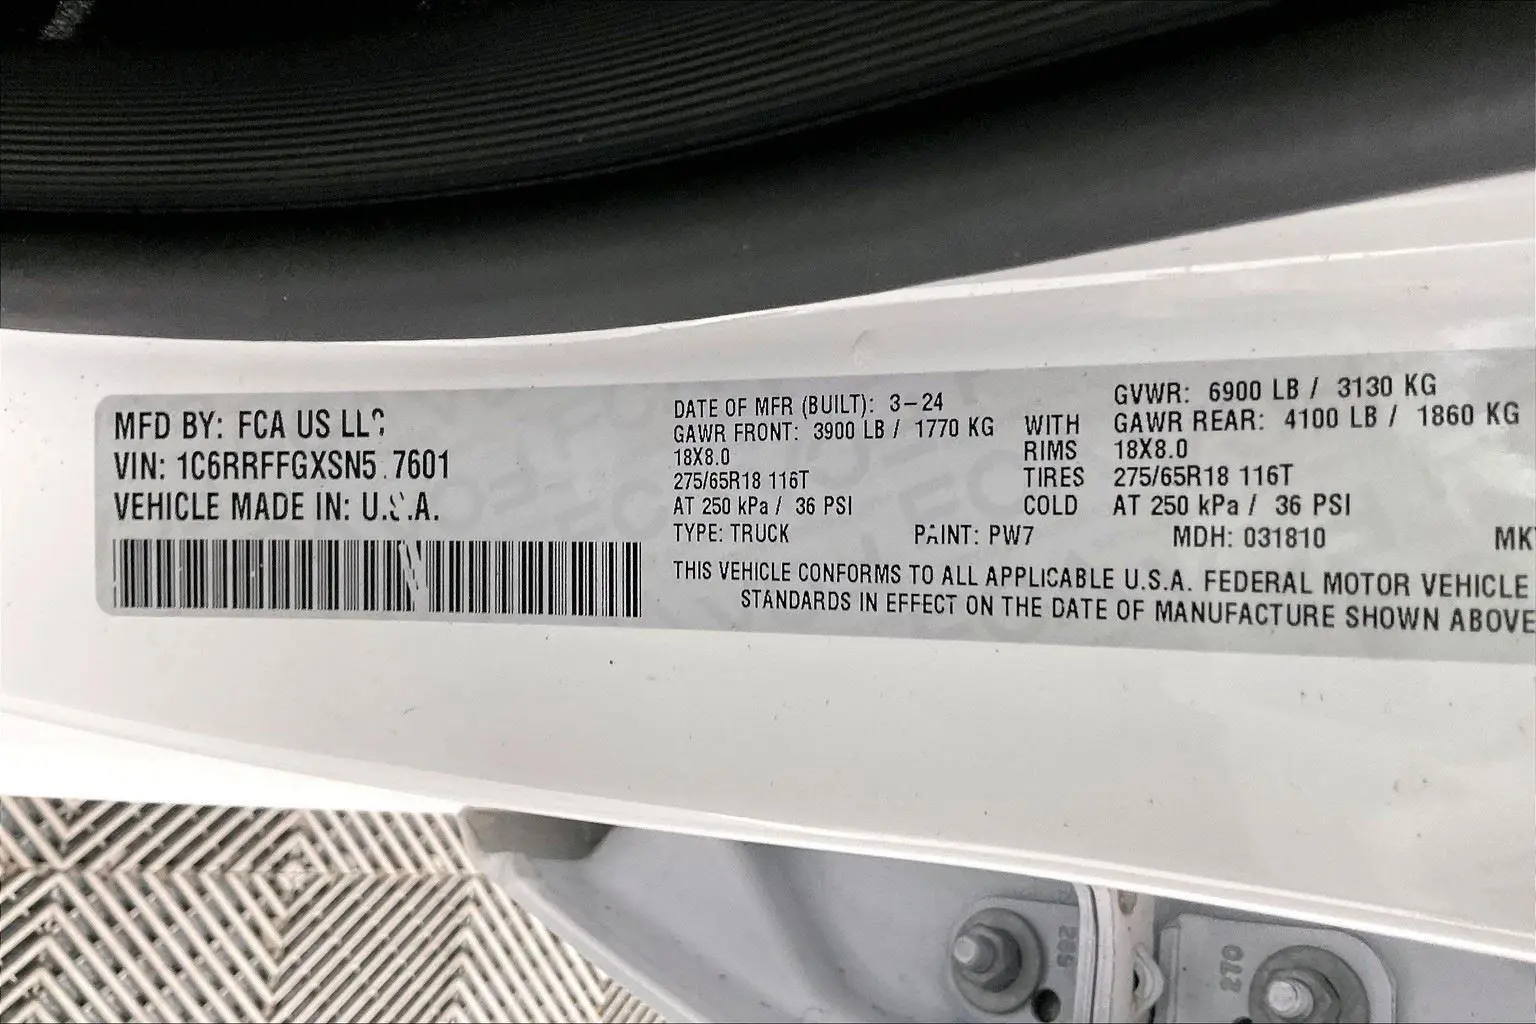 MFD BY: FCA US
VEHICLE MADE IN: U.S.A.
DATE OF MFR (BUILT): 3-24
GAWR FRONT: 3900 LB / 1770 KG
18X8.0
275/65R18 116T
AT 250 kPa / 36 PSI
TYPE: TRUCK
WITH
RIMS
TIRES
COLD
GVWR: 6900 LB / 3130 KG
GAWR REAR: 4100 LB / 1860 KG
18X8.0
275/65R18 116T
AT 250 kPa / 36 PSI
PAINT: PW7
MDH: 031810
THIS VEHICLE CONFORMS TO ALL APPLICABLE U.S.A. FEDERAL MOTOR VEHICLE
STANDARDS IN EFFECT ON THE DATE OF MANUFACTURE SHOWN ABOVE
270